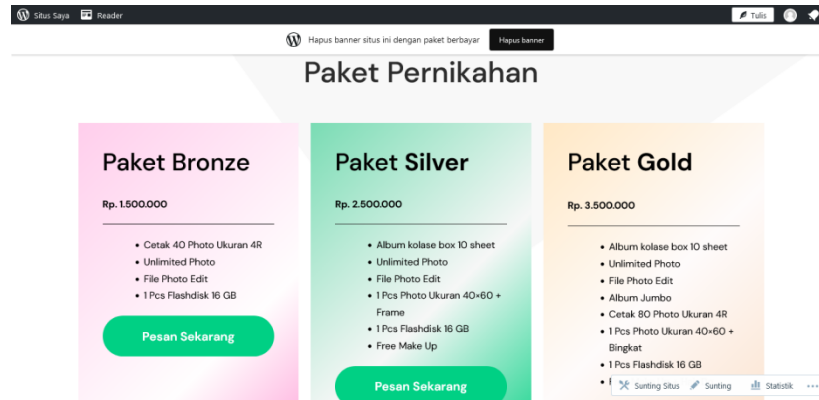 Situs Saya Reader Tulis
Hapus banner situs ini dengan paket berbayar Hapus banner
Paket Pernikahan
Paket Bronze
Rp. 1.500.000
• Cetak 40 Photo Ukuran 4R
• Unlimited Photo
• File Photo Edit
• 1 Pcs Flashdisk 16 GB
Pesan Sekarang
Paket Silver
Rp. 2.500.000
• Album kolase box 10 sheet
• Unlimited Photo
• File Photo Edit
• 1 Pcs Photo Ukuran 40×60 +
Frame
• 1 Pcs Flashdisk 16 GB
• Free Make Up
Pesan Sekarang
Paket Gold
Rp. 3.500.000
• Album kolase box 10 sheet
• Unlimited Photo
• File Photo Edit
• Album Jumbo
• Cetak 80 Photo Ukuran 4R
• 1 Pcs Photo Ukuran 40×60 +
Bingkat
• 1 Pcs Flashdisk 16 GB
Sunting Situs Sunting Statistik ...